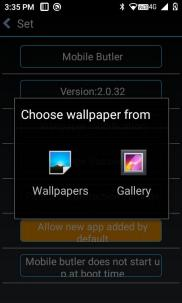 3:35 PM
4G
Set
Mobile Butler
Version:2.0.32
Choose wallpaper from
Wallpapers
Gallery
Allow new app added by
default
Mobile butler does not start u
p at boot time